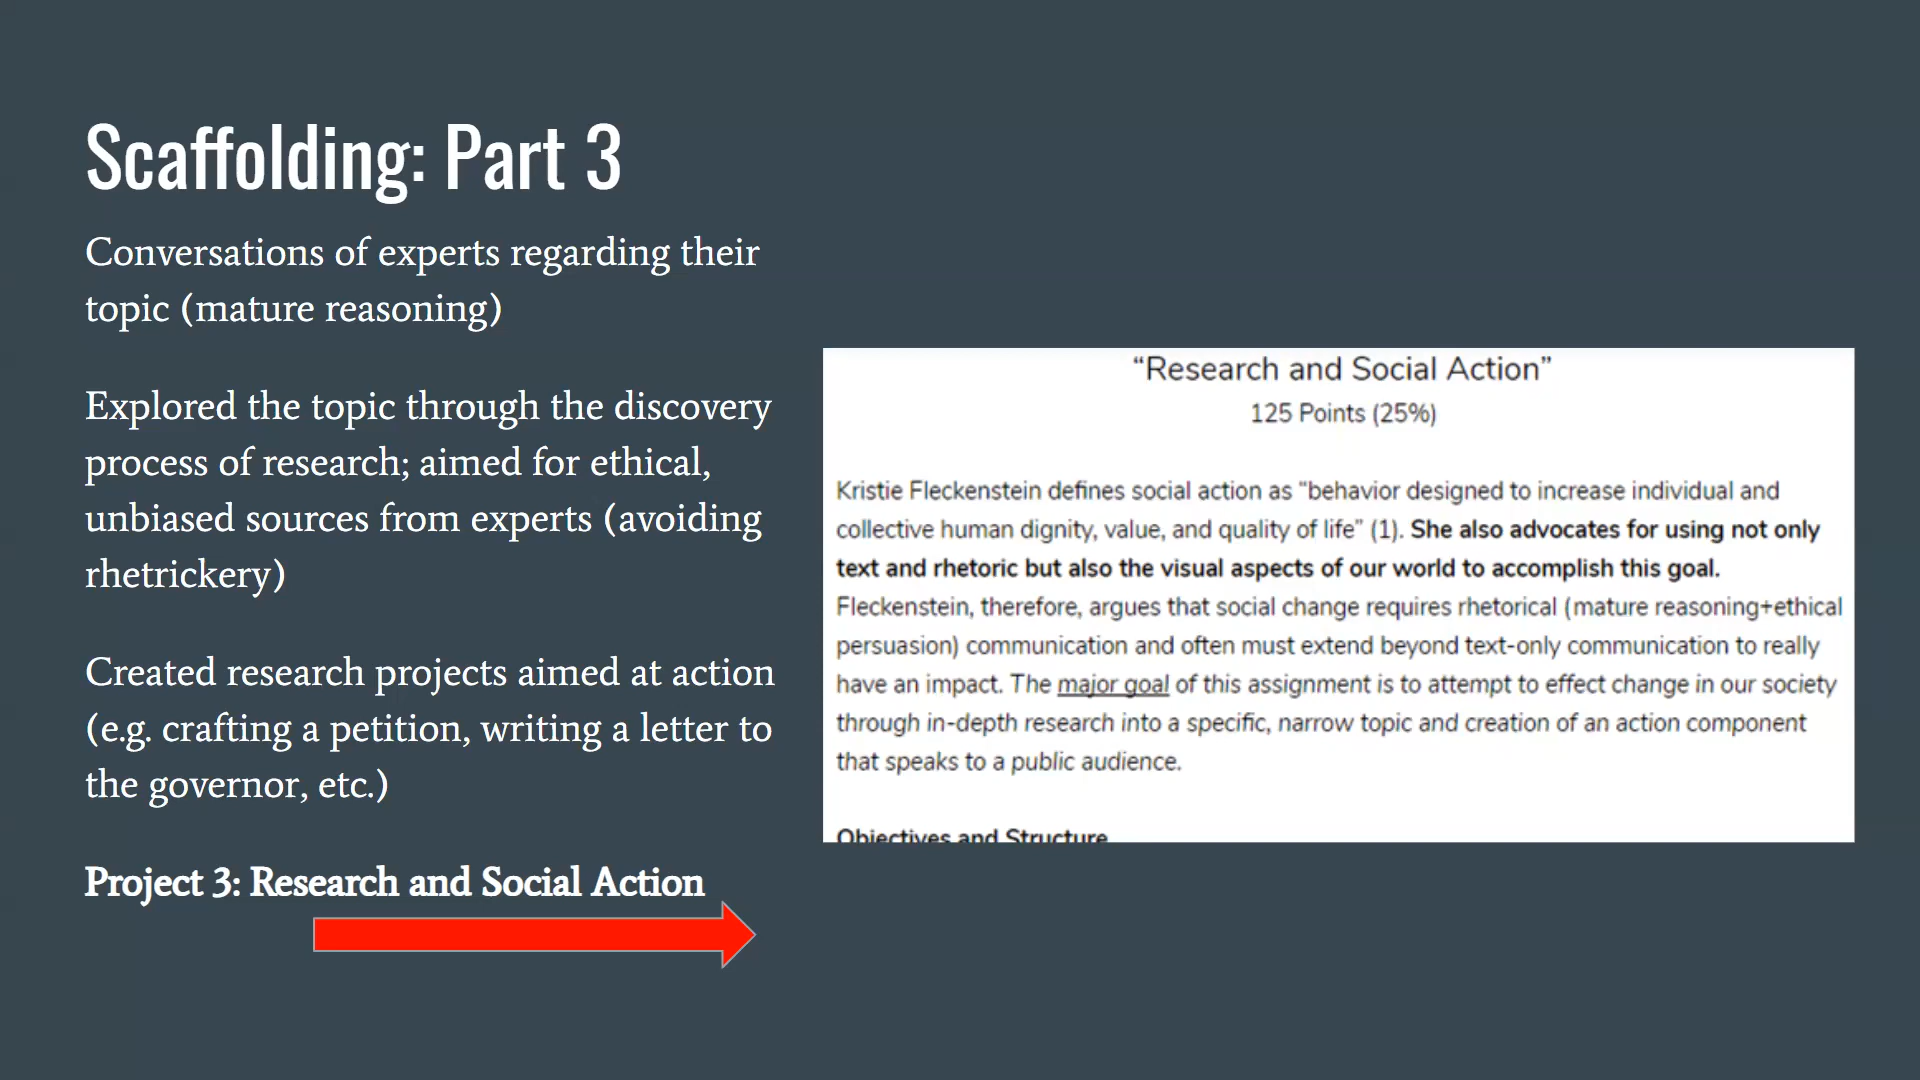 Scaffolding: Part 3
Conversations of experts regarding their
topic (mature reasoning)
Explored the topic through the discovery
process of research; aimed for ethical,
unbiased sources from experts (avoiding
rhetrickery)
Created research projects aimed at action
(e.g. crafting a petition, writing a letter to
the governor, etc.)
Project 3: Research and Social Action
“Research and Social Action”
125 Points (25%)
Kristie Fleckenstein defines social action as “behavior designed to increase individual and
collective human dignity, value, and quality of life” (1). She also advocates for using not only
text and rhetoric but also the visual aspects of our world to accomplish this goal.
Fleckenstein, therefore, argues that social change requires rhetorical (mature reasoning+ethical
persuasion) communication and often must extend beyond text-only communication to really
have an impact. The major goal of this assignment is to attempt to effect change in our society
through in-depth research into a specific, narrow topic and creation of an action component
that speaks to a public audience.
Objectives and Structure